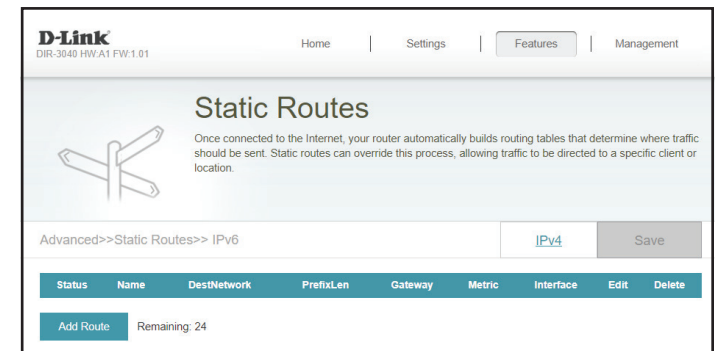 D-Link
DIR-3040 HW:A1 FW:1.01
Home | Settings | Features | Management
Static Routes
Once connected to the Internet, your router automatically builds routing tables that determine where traffic
should be sent. Static routes can override this process, allowing traffic to be directed to a specific client or
location.
Advanced>>Static Routes>> IPv6
IPv4
Save
Status Name DestNetwork PrefixLen Gateway Metric Interface Edit Delete
Add Route Remaining: 24